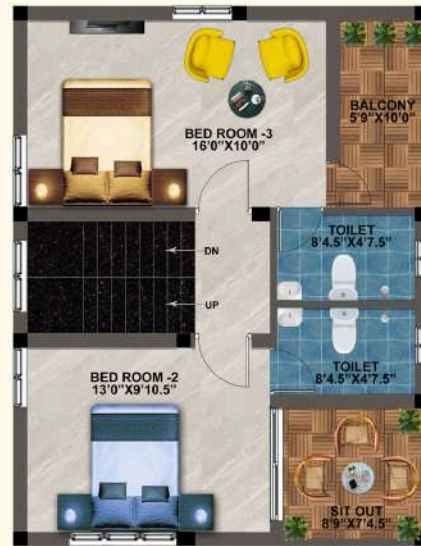 BALCONY
5'9"X10'0"
BED ROOM -3
16'0"X10'0"
TOILET
8'4.5"X4'7.5"
DN
UP
TOILET
8'4.5"X4'7.5"
BED ROOM -2
13'0"X9'10.5"
SIT OUT
8'9"X7'4.5"